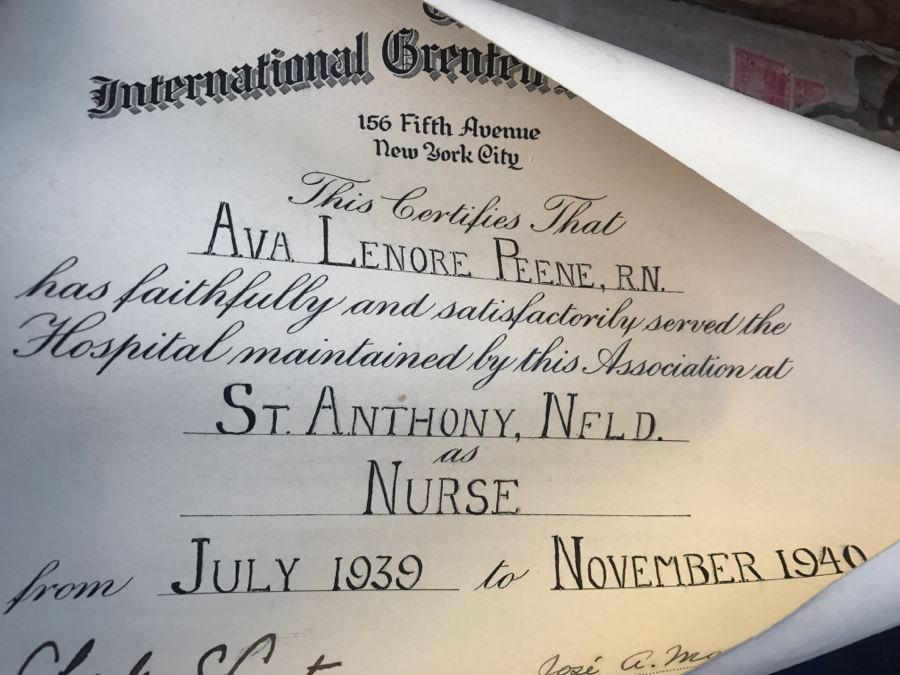 International Grenfell
156 Fifth Avenue
New York City
This Certifies That
AVA LENORE PEENE, R.N.
has faithfully and satisfactorily served the
Hospital maintained by this Association at
ST. ANTHONY, NFLD.
as
NURSE
from JULY 1939 to NOVEMBER 1940
José A.